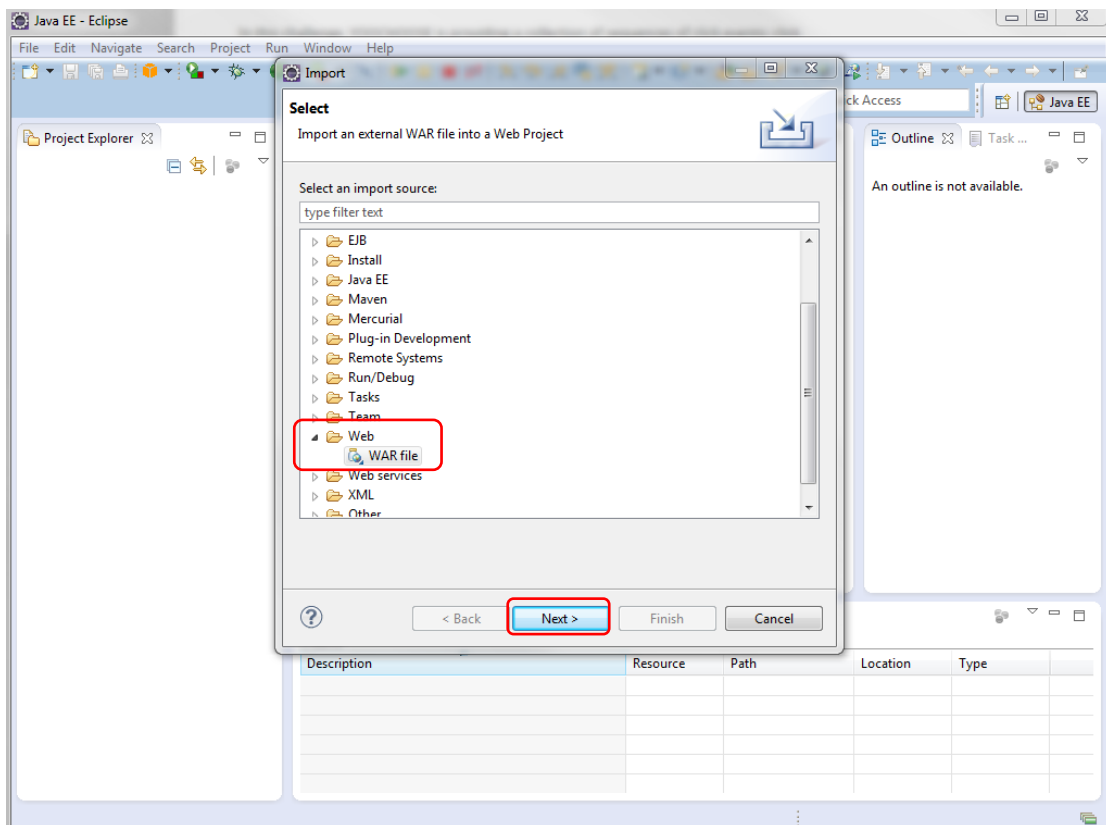 Java EE - Eclipse
File Edit Navigate Search Project Run Window Help
Import
Select
Import an external WAR file into a Web Project
ck Access
Java EE
Project Explorer
Outline
Task ...
An outline is not available.
Select an import source:
type filter text
EJB
Install
Java EE
Maven
Mercurial
Plug-in Development
Remote Systems
Run/Debug
Tasks
Team
Web
WAR file
Web services
XML
Other
?
< Back
Next >
Finish
Cancel
Description
Resource
Path
Location
Type